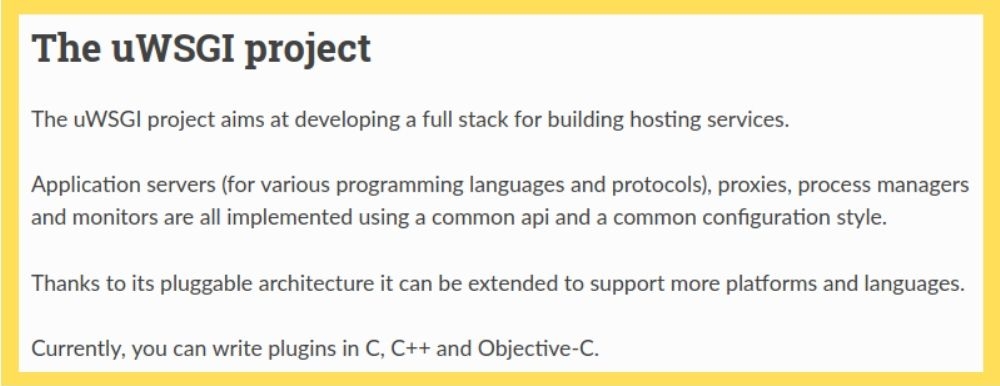 The uWSGI project
The uWSGI project aims at developing a full stack for building hosting services.
Application servers (for various programming languages and protocols), proxies, process managers
and monitors are all implemented using a common api and a common configuration style.
Thanks to its pluggable architecture it can be extended to support more platforms and languages.
Currently, you can write plugins in C, C++ and Objective-C.